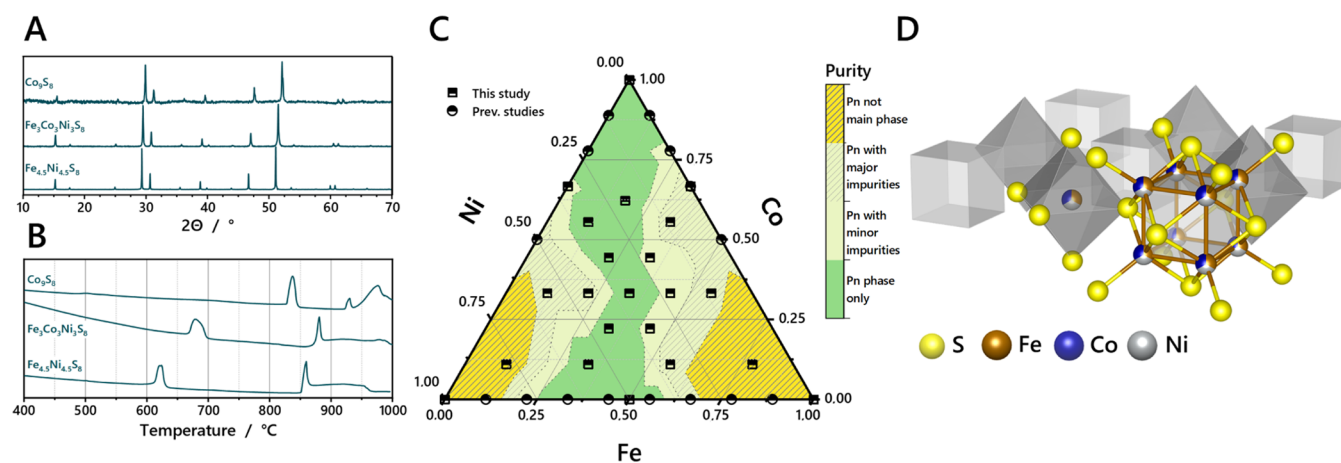 A
Co₉S₈
Fe₃Co₃Ni₃S₈
Fe₄.₅Ni₄.₅S₈
10 20 30 40 50 60 70
2Θ / °
B
Co₉S₈
Fe₃Co₃Ni₃S₈
Fe₄.₅Ni₄.₅S₈
400 500 600 700 800 900 1000
Temperature / °C
C
This study
Prev. studies
0.00
1.00
0.25
0.75
Ni
Co
0.50
0.50
0.75
0.25
1.00
0.00
0.00 0.25 0.50 0.75 1.00
Fe
Purity
Pn not
main phase
Pn with
major
impurities
Pn with
minor
impurities
Pn phase
only
D
S Fe Co Ni